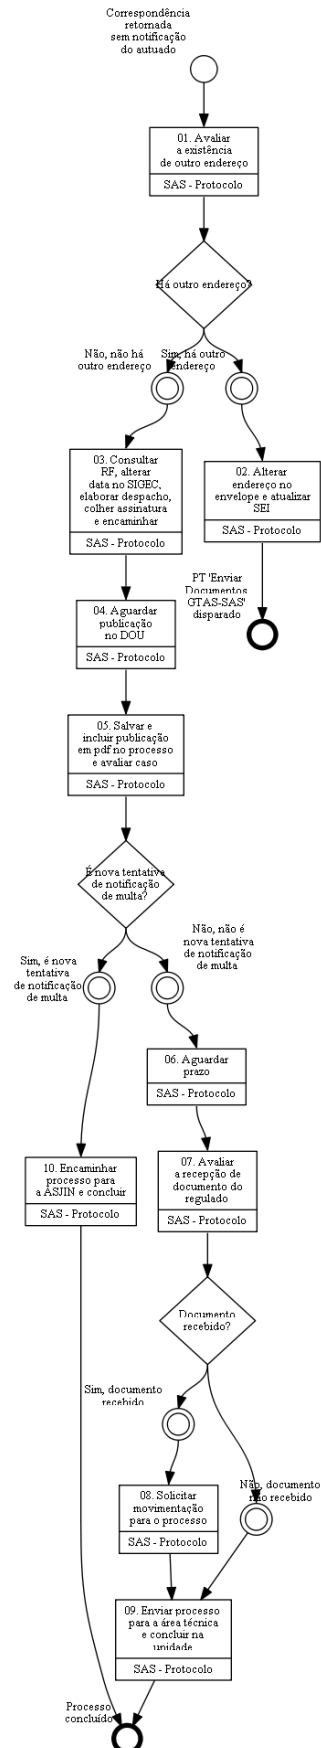 Correspondência
retornada
sem notificação
do autuado
01. Avaliar
a existência
de outro endereço
SAS - Protocolo
Há outro endereço?
Não, não há
outro endereço
Sim, há outro
endereço
03. Consultar
RF, alterar
data no SIGEC,
elaborar despacho,
colher assinatura
e encaminhar
SAS - Protocolo
02. Alterar
endereço no
envelope e atualizar
SEI
SAS - Protocolo
PT 'Enviar
Documentos
GTAS-SAS'
disparado
04. Aguardar
publicação
no DOU
SAS - Protocolo
05. Salvar e
incluir publicação
em pdf no processo
e avaliar caso
SAS - Protocolo
É nova tentativa
de notificação
de multa?
Sim, é nova
tentativa
de notificação
de multa
Não, não é
nova tentativa
de notificação
de multa
06. Aguardar
prazo
SAS - Protocolo
10. Encaminhar
processo para
a ASJIN e concluir
SAS - Protocolo
07. Avaliar
a recepção de
documento do
regulado
SAS - Protocolo
Documento
recebido?
Sim, documento
recebido
Não, documento
não recebido
08. Solicitar
movimentação
para o processo
SAS - Protocolo
09. Enviar processo
para a área técnica
e concluir na
unidade
SAS - Protocolo
Processo
concluído